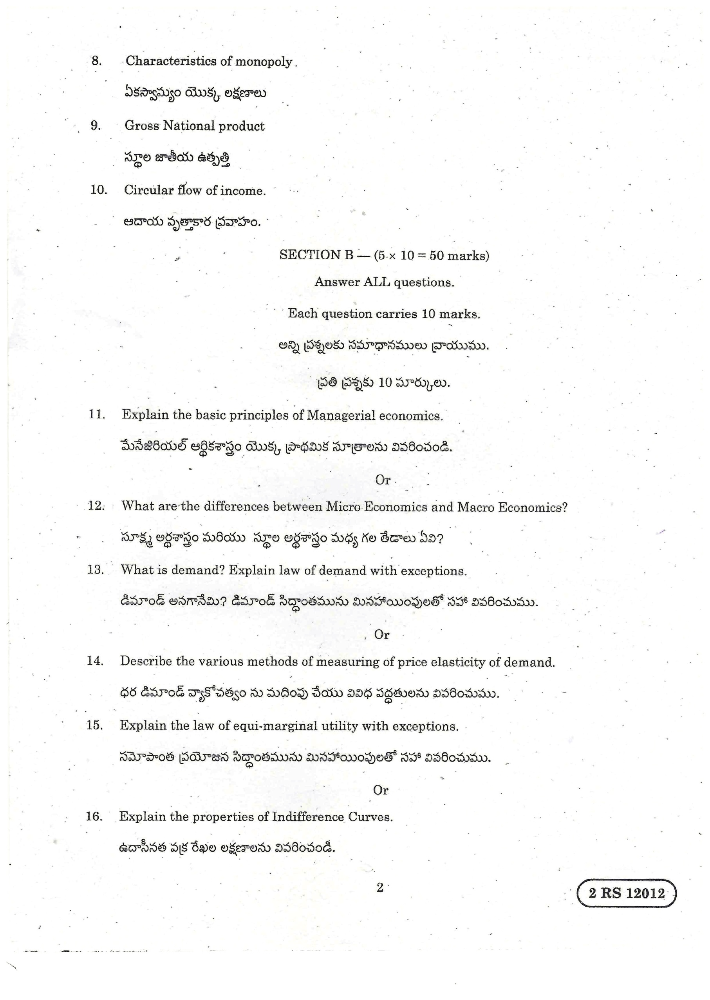 8. Characteristics of monopoly.
ఏకస్వామ్యం యొక్క లక్షణాలు
9. Gross National product
స్థూల జాతీయ ఉత్పత్తి
10. Circular flow of income.
ఆదాయ వృత్తాకార ప్రవాహం.
SECTION B — (5 × 10 = 50 marks)
Answer ALL questions.
Each question carries 10 marks.
అన్ని ప్రశ్నలకు సమాధానములు వ్రాయుము.
ప్రతి ప్రశ్నకు 10 మార్కులు.
11. Explain the basic principles of Managerial economics.
మేనేజిరియల్ ఆర్థికశాస్త్రం యొక్క ప్రాథమిక సూత్రాలను వివరించండి.
Or
12. What are the differences between Micro Economics and Macro Economics?
సూక్ష్మ అర్థశాస్త్రం మరియు స్థూల అర్థశాస్త్రం మధ్య గల తేడాలు ఏవి?
13. What is demand? Explain law of demand with exceptions.
డిమాండ్ అనగానేమి? డిమాండ్ సిద్ధాంతమును మినహాయింపులతో సహా వివరించుము.
Or
14. Describe the various methods of measuring of price elasticity of demand.
ధర డిమాండ్ వ్యాకోచత్వం ను మదింపు చేయు వివిధ పద్ధతులను వివరించుము.
15. Explain the law of equi-marginal utility with exceptions.
సమోపాంత ప్రయోజన సిద్ధాంతమును మినహాయింపులతో సహా వివరించుము.
Or
16. Explain the properties of Indifference Curves.
ఉదాసీనత వక్ర రేఖల లక్షణాలను వివరించండి.
2
2 RS 12012